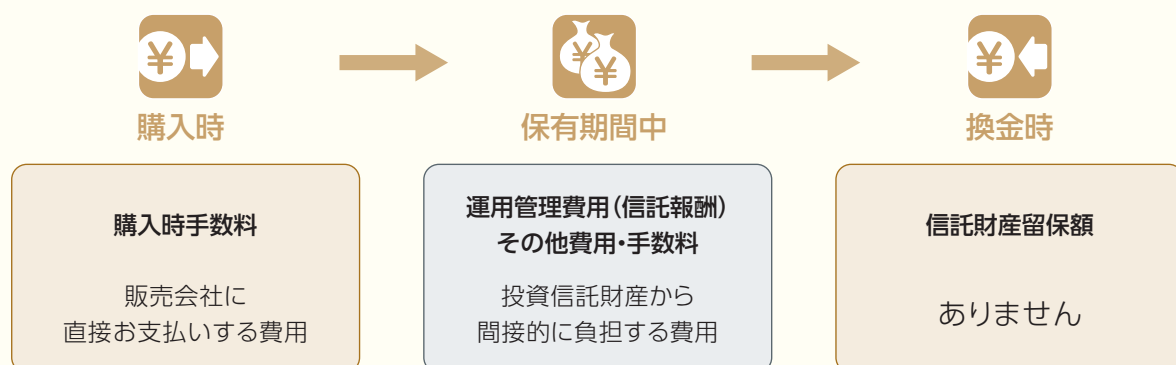 購入時
保有期間中
換金時
購入時手数料
販売会社に
直接お支払いする費用
運用管理費用(信託報酬)
その他費用・手数料
投資信託財産から
間接的に負担する費用
信託財産留保額
ありません